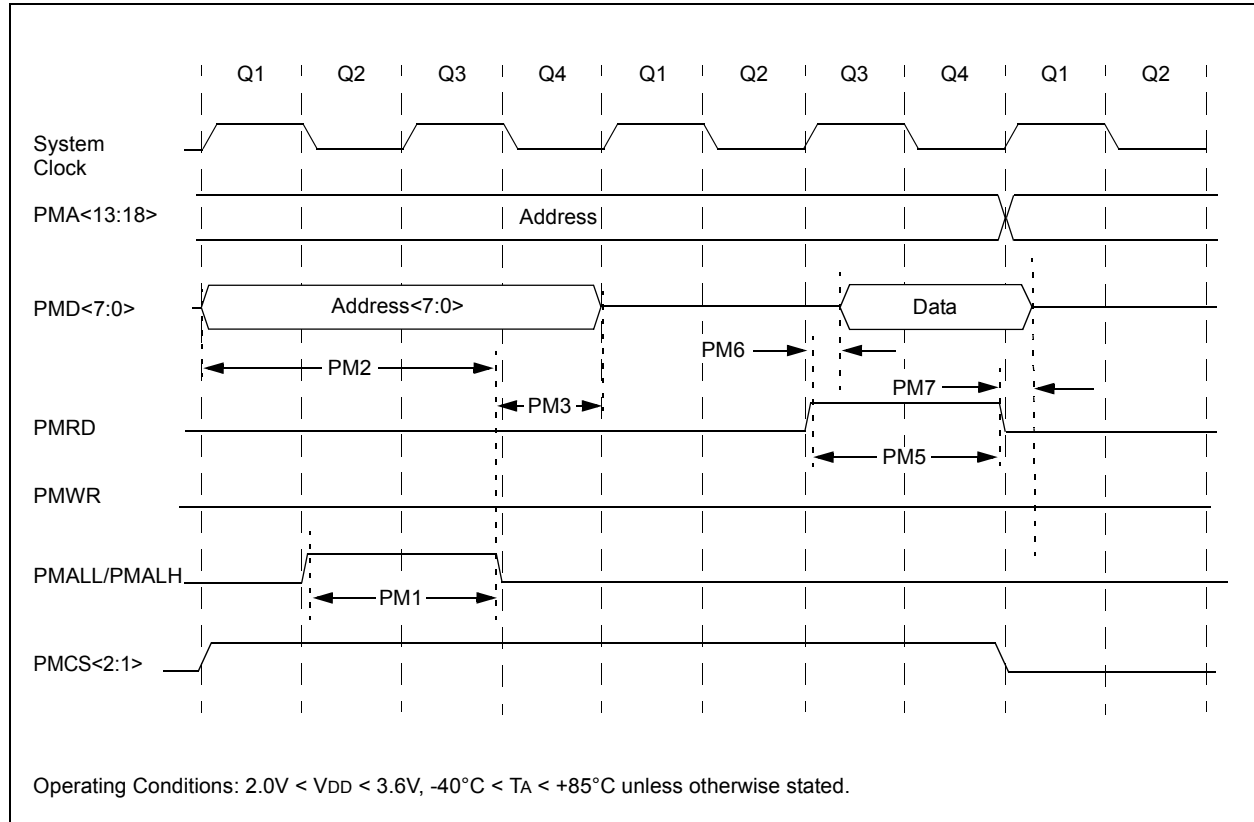 Q1 Q2 Q3 Q4 Q1 Q2 Q3 Q4 Q1 Q2
System
Clock
PMA<13:18>
Address
PMD<7:0>
Address<7:0>
Data
PM6
PM2
PM7
PM3
PMRD
PM5
PMWR
PMALL/PMALH
PM1
PMCS<2:1>
Operating Conditions: 2.0V < VDD < 3.6V, -40°C < TA < +85°C unless otherwise stated.